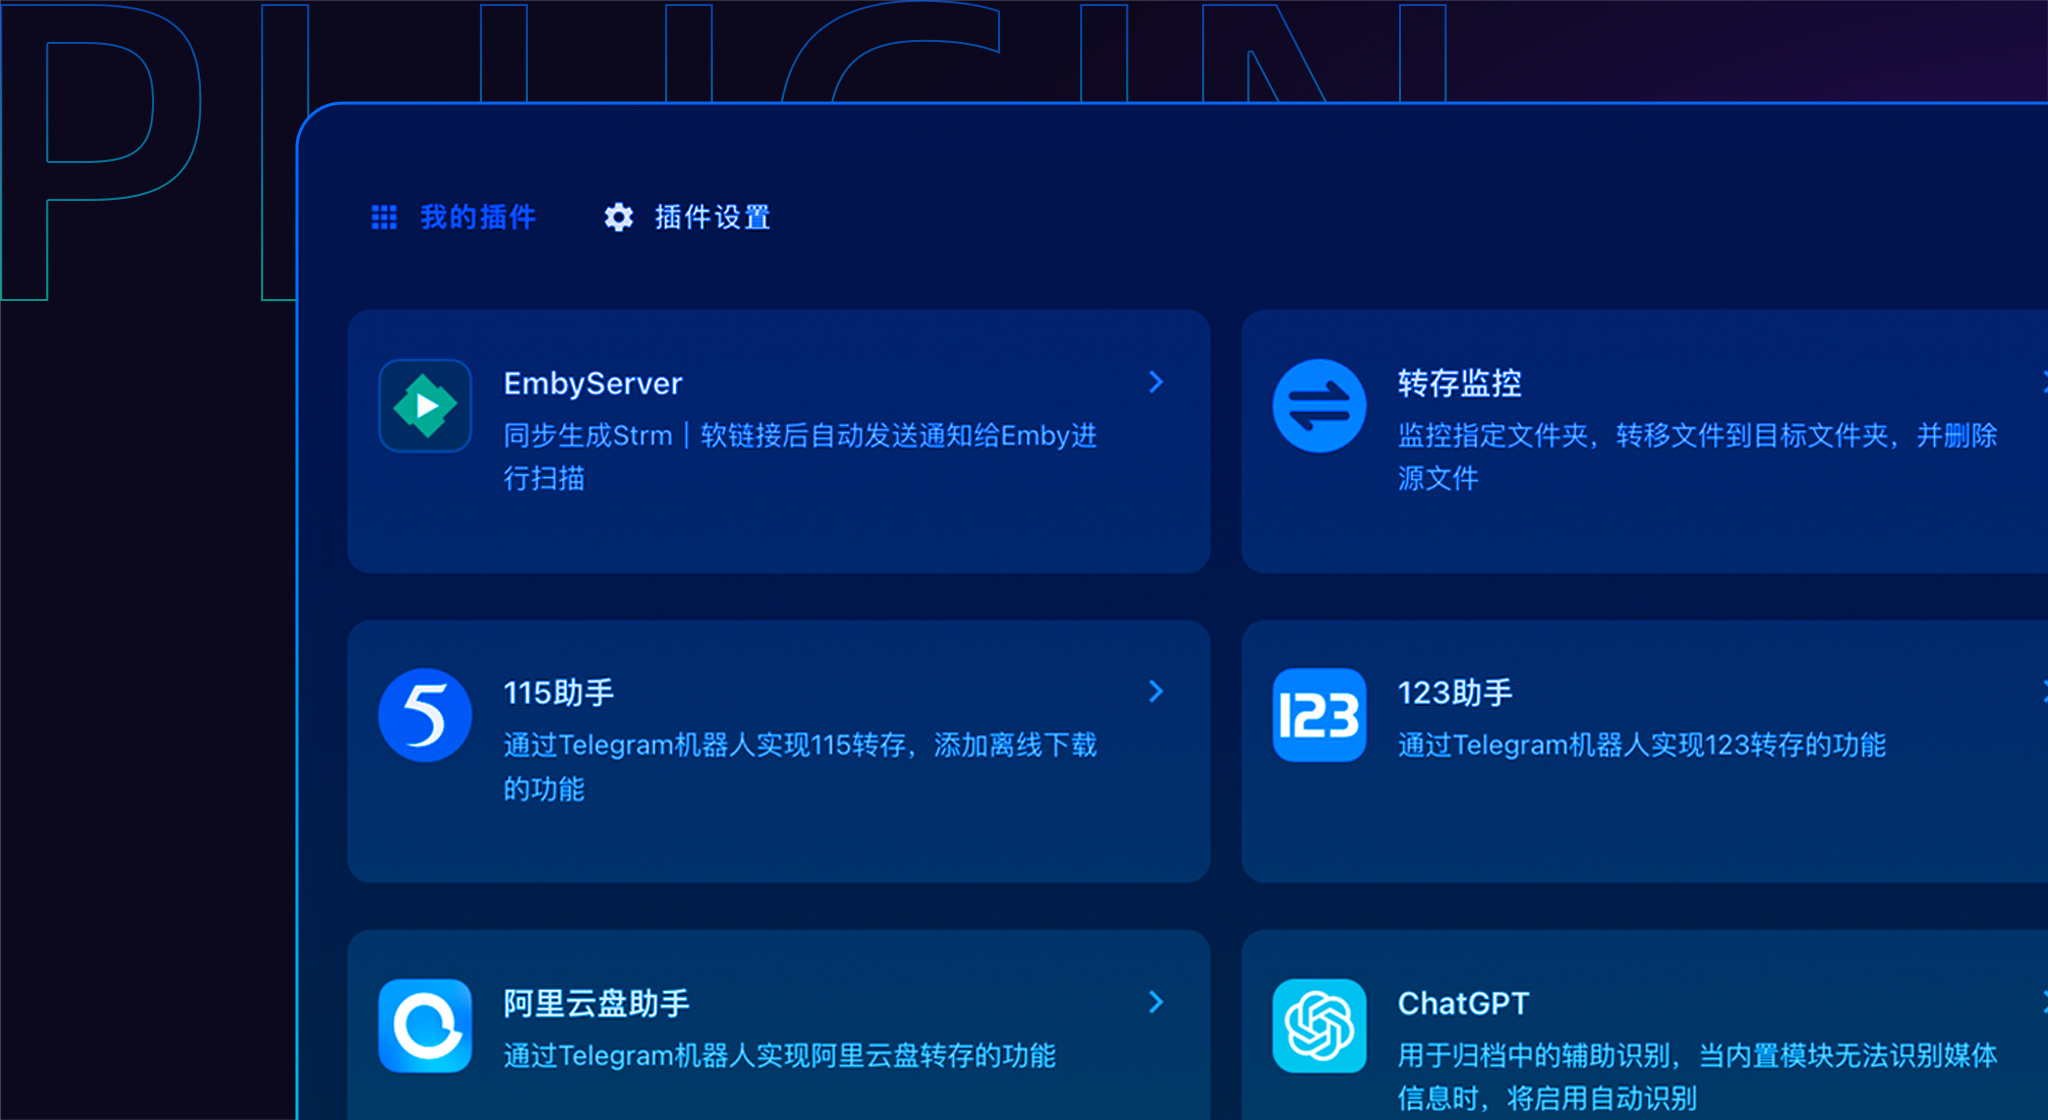 PLUGIN
我的插件
插件设置
EmbyServer
同步生成Strm｜软链接后自动发送通知给Emby进
行扫描
转存监控
监控指定文件夹，转移文件到目标文件夹，并删除
源文件
5
115助手
通过Telegram机器人实现115转存，添加离线下载
的功能
123
123助手
通过Telegram机器人实现123转存的功能
阿里云盘助手
通过Telegram机器人实现阿里云盘转存的功能
ChatGPT
用于归档中的辅助识别，当内置模块无法识别媒体
信息时，将启用自动识别